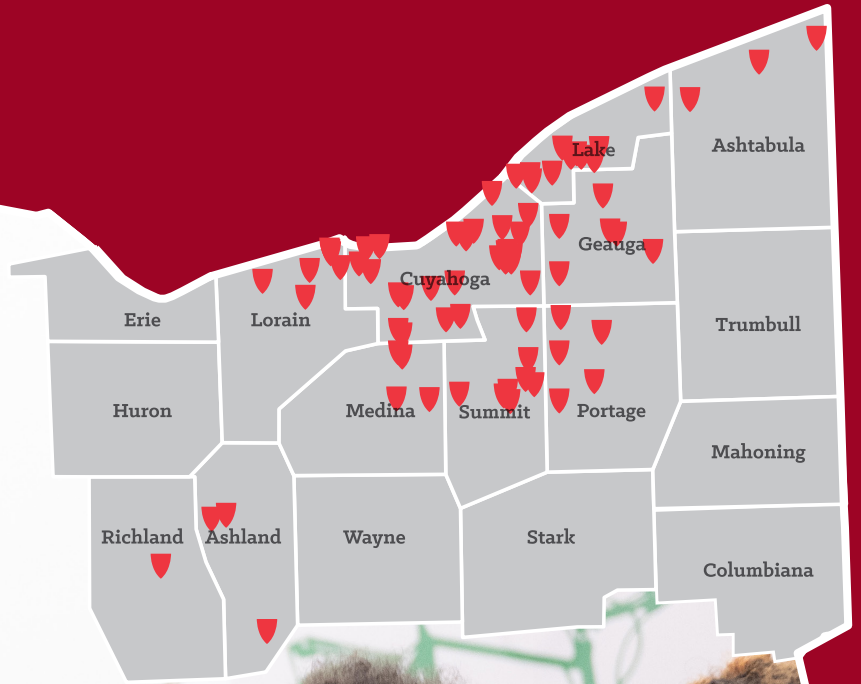 Ashtabula
Lake
Geauga
Cuyahoga
Erie
Lorain
Trumbull
Huron
Medina
Summit
Portage
Mahoning
Richland
Ashland
Wayne
Stark
Columbiana